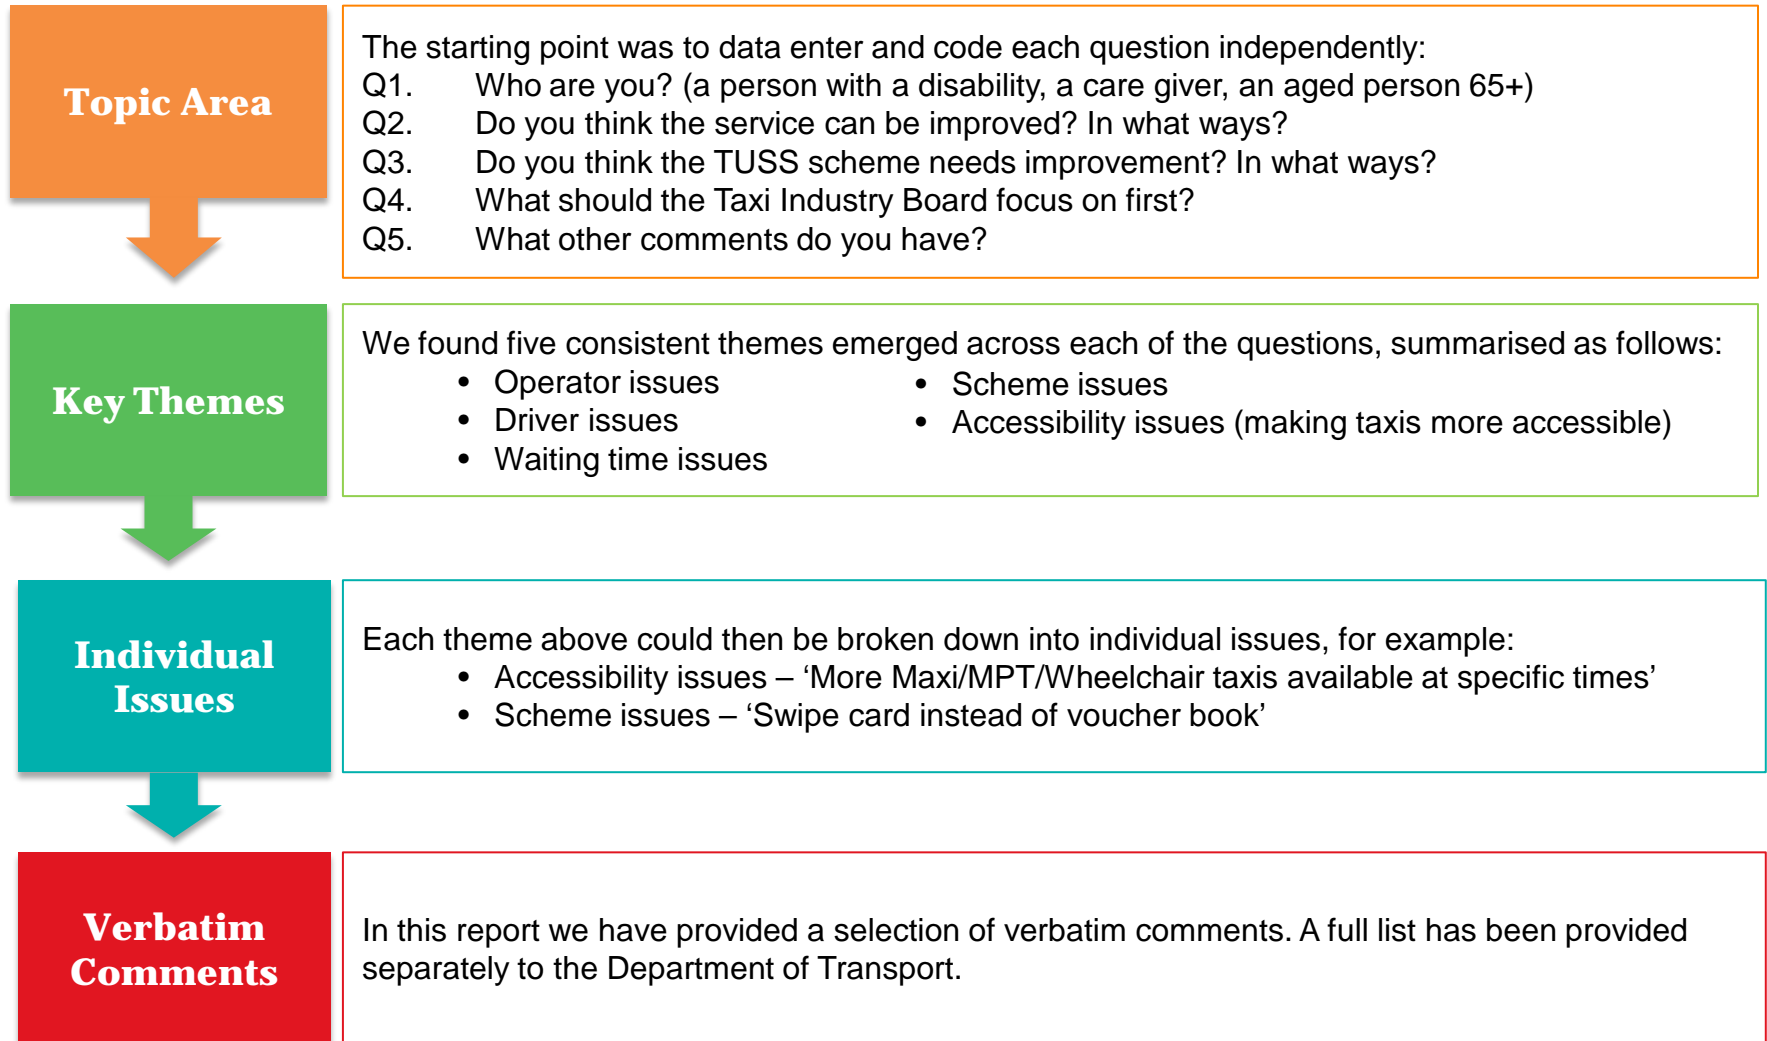 Topic Area
The starting point was to data enter and code each question independently:
Q1. Who are you? (a person with a disability, a care giver, an aged person 65+)
Q2. Do you think the service can be improved? In what ways?
Q3. Do you think the TUSS scheme needs improvement? In what ways?
Q4. What should the Taxi Industry Board focus on first?
Q5. What other comments do you have?
Key Themes
We found five consistent themes emerged across each of the questions, summarised as follows:
• Operator issues
• Driver issues
• Waiting time issues
• Scheme issues
• Accessibility issues (making taxis more accessible)
Individual
Issues
Each theme above could then be broken down into individual issues, for example:
• Accessibility issues – ‘More Maxi/MPT/Wheelchair taxis available at specific times’
• Scheme issues – ‘Swipe card instead of voucher book’
Verbatim
Comments
In this report we have provided a selection of verbatim comments. A full list has been provided
separately to the Department of Transport.